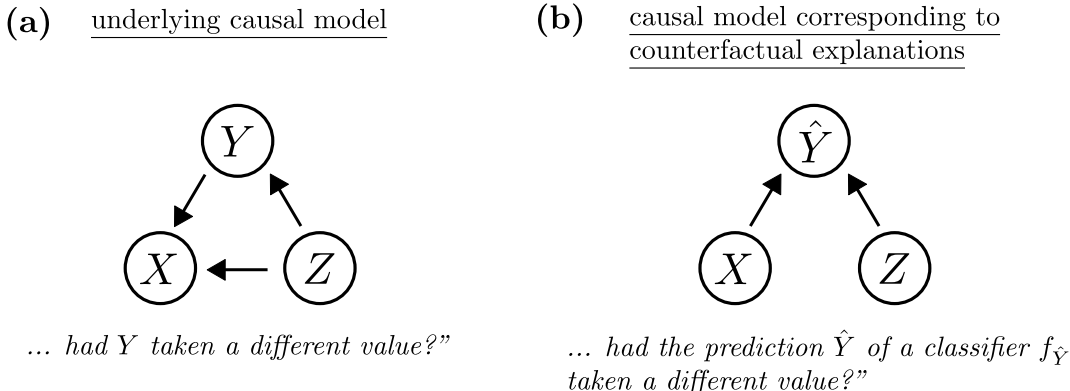 (a) underlying causal model
Y
X Z
... had Y taken a different value?"
(b) causal model corresponding to
counterfactual explanations
Ŷ
X Z
... had the prediction Ŷ of a classifier f_Ŷ
taken a different value?"